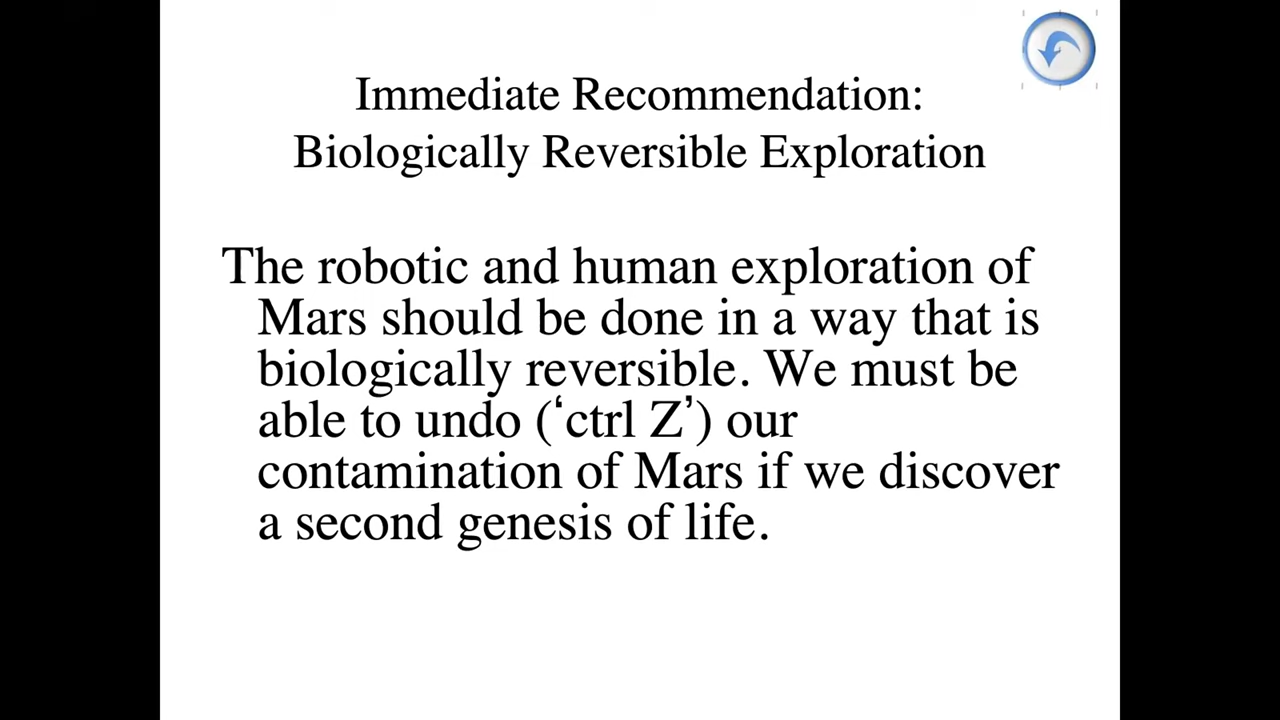 Immediate Recommendation:
Biologically Reversible Exploration
The robotic and human exploration of
Mars should be done in a way that is
biologically reversible. We must be
able to undo (‘ctrl Z’) our
contamination of Mars if we discover
a second genesis of life.